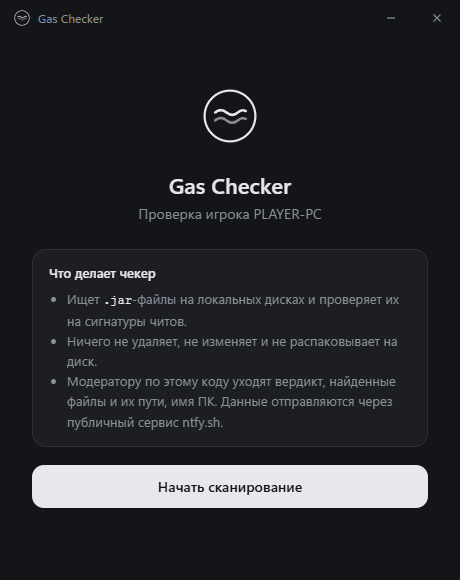 Gas Checker
Gas Checker
Проверка игрока PLAYER-PC
Что делает чекер
Ищет .jar-файлы на локальных дисках и проверяет их
на сигнатуры читов.
Ничего не удаляет, не изменяет и не распаковывает на
диск.
Модератору по этому коду уходят вердикт, найденные
файлы и их пути, имя ПК. Данные отправляются через
публичный сервис ntfy.sh.
Начать сканирование